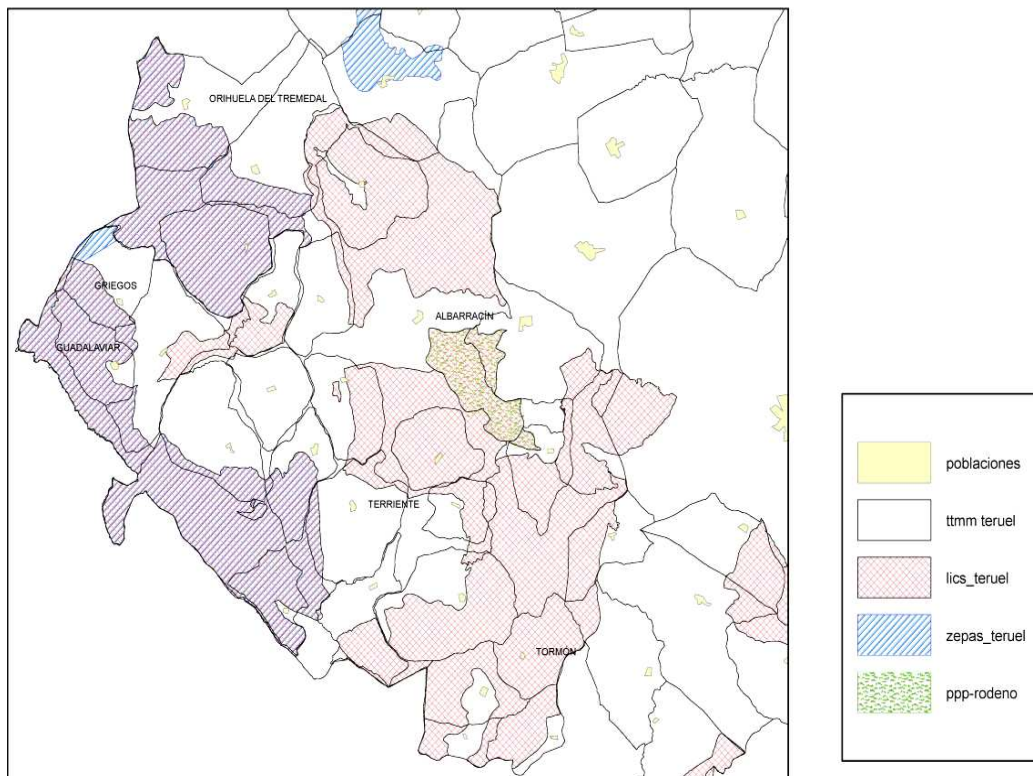 ORIHUELA DEL TREMEDAL
GRIEGOS
ALBARRACÍN
GUADALAVIAR
TERRIENTE
TORMÓN
poblaciones
ttmm teruel
lics_teruel
zepas_teruel
ppp-rodeno